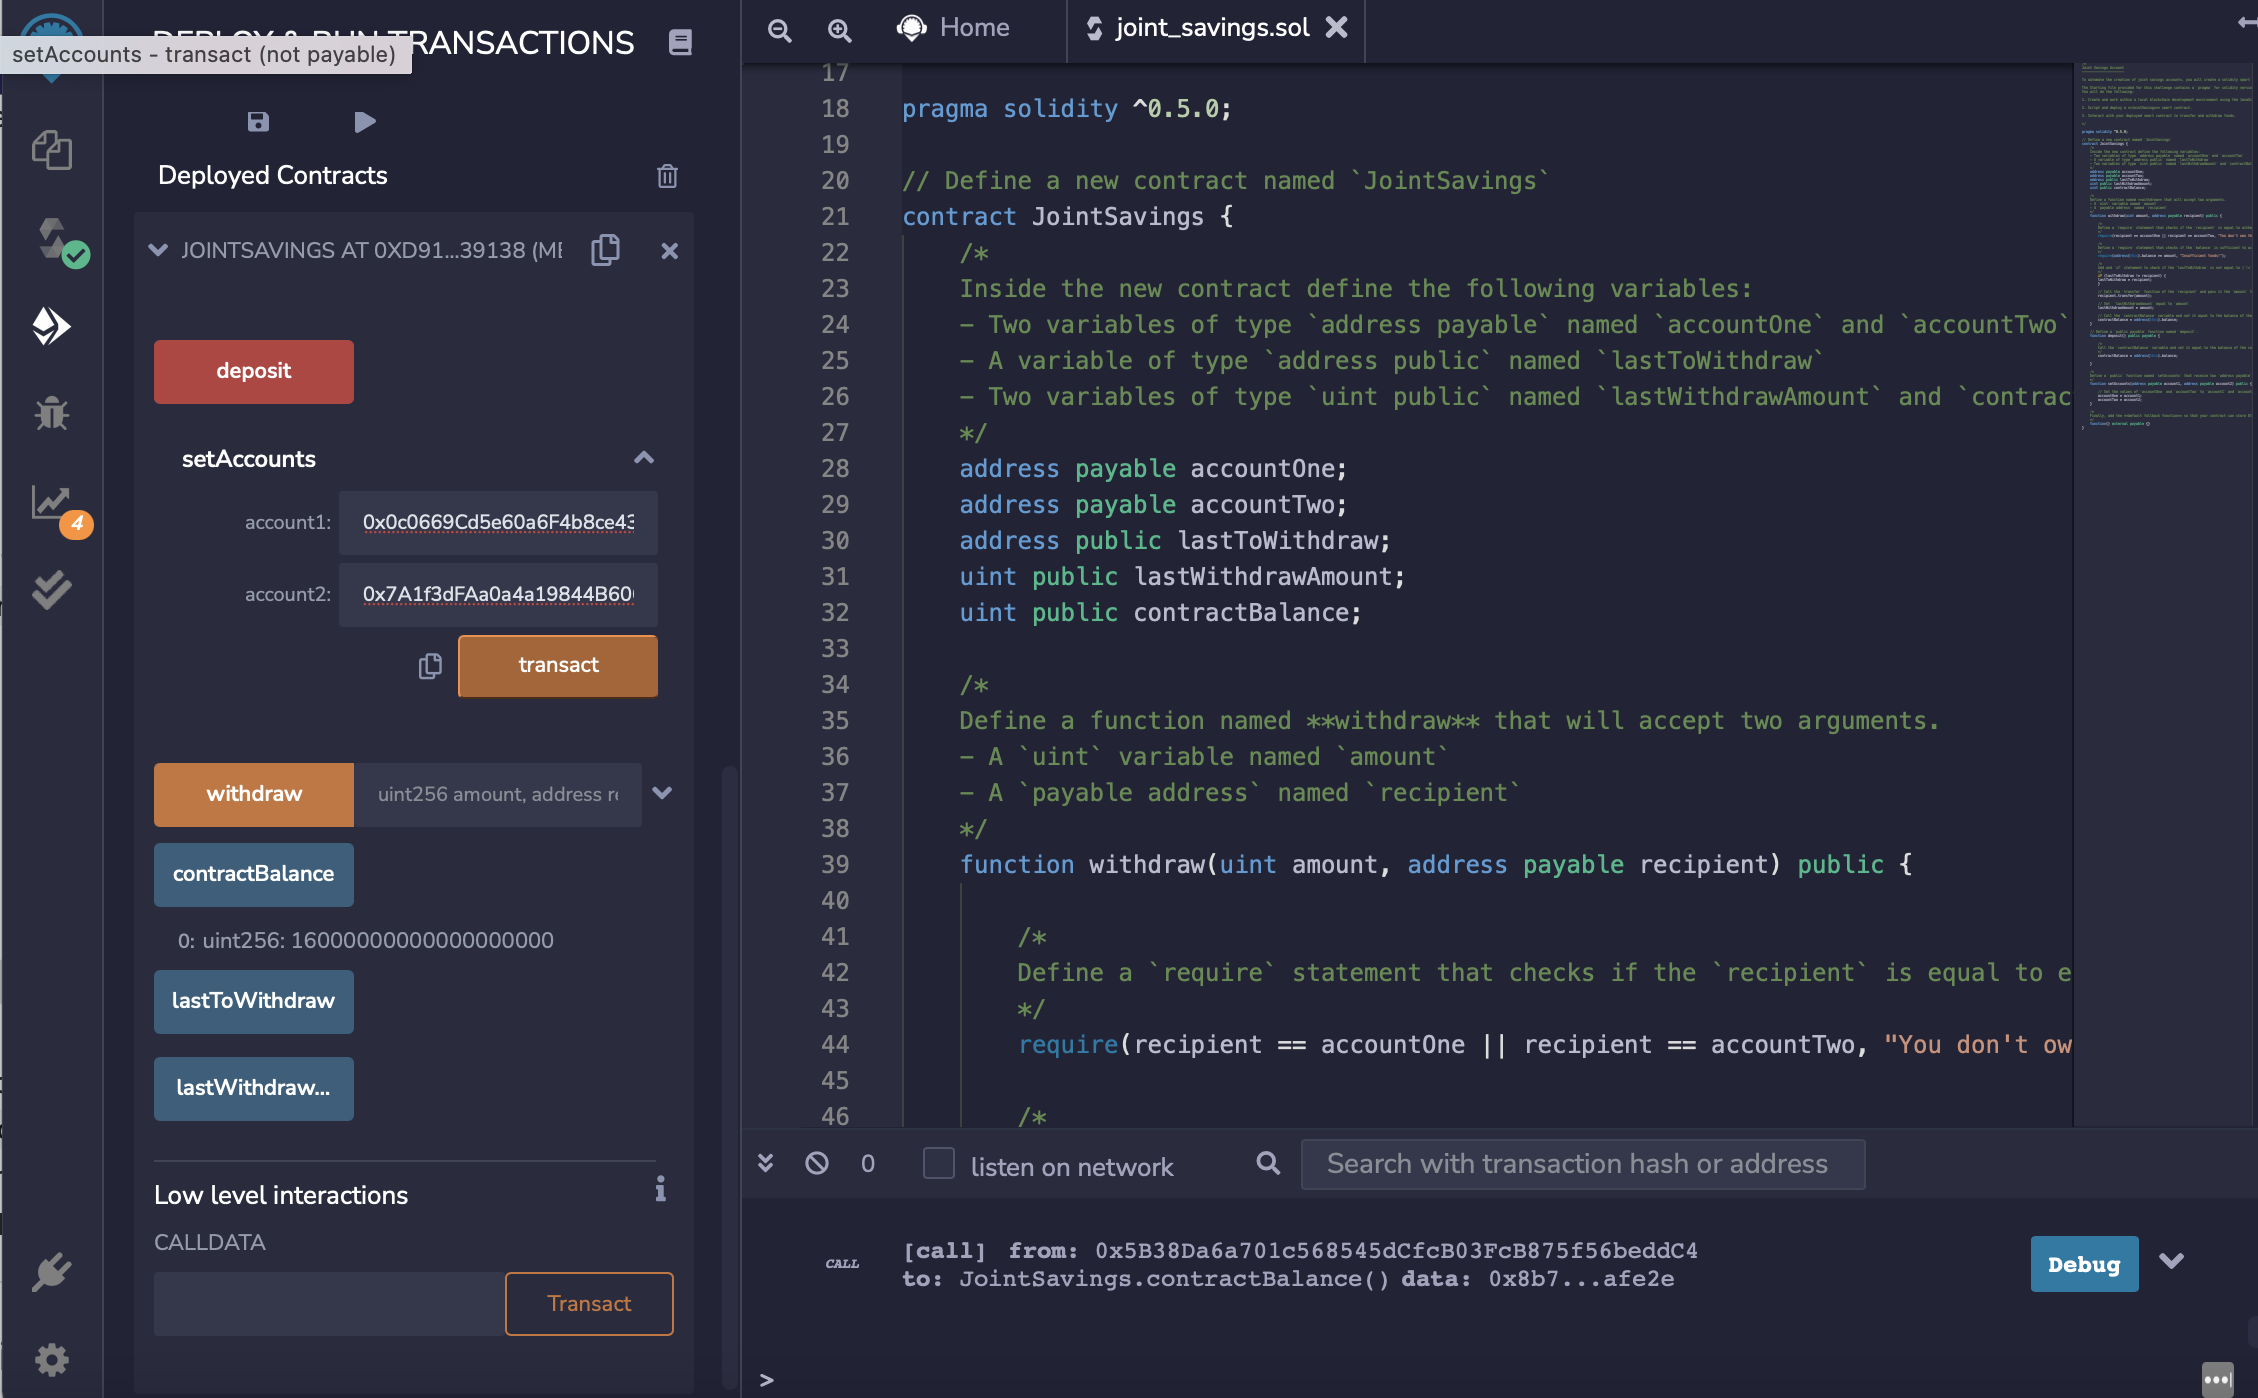 DEPLOY & RUN TRANSACTIONS
setAccounts - transact (not payable)
Deployed Contracts
JOINTSAVINGS AT 0XD91...39138 (ME
deposit
setAccounts
account1: 0x0c0669Cd5e60a6F4b8ce43
account2: 0x7A1f3dFAa0a4a19844B60
transact
withdraw uint256 amount, address re
contractBalance
0: uint256: 16000000000000000000
lastToWithdraw
lastWithdraw...
Low level interactions
CALLDATA
Transact
4
Home
joint_savings.sol
17
18 pragma solidity ^0.5.0;
19
20 // Define a new contract named `JointSavings`
21 contract JointSavings {
22 /*
23 Inside the new contract define the following variables:
24 - Two variables of type `address payable` named `accountOne` and `accountTwo`
25 - A variable of type `address public` named `lastToWithdraw`
26 - Two variables of type `uint public` named `lastWithdrawAmount` and `contrac
27 */
28 address payable accountOne;
29 address payable accountTwo;
30 address public lastToWithdraw;
31 uint public lastWithdrawAmount;
32 uint public contractBalance;
33
34 /*
35 Define a function named **withdraw** that will accept two arguments.
36 - A `uint` variable named `amount`
37 - A `payable address` named `recipient`
38 */
39 function withdraw(uint amount, address payable recipient) public {
40
41 /*
42 Define a `require` statement that checks if the `recipient` is equal to e
43 */
44 require(recipient == accountOne || recipient == accountTwo, "You don't ow
45
46 /*
0 listen on network Search with transaction hash or address
CALL [call] from: 0x5B38Da6a701c568545dCfcB03FcB875f56beddC4
to: JointSavings.contractBalance() data: 0x8b7...afe2e
Debug
>